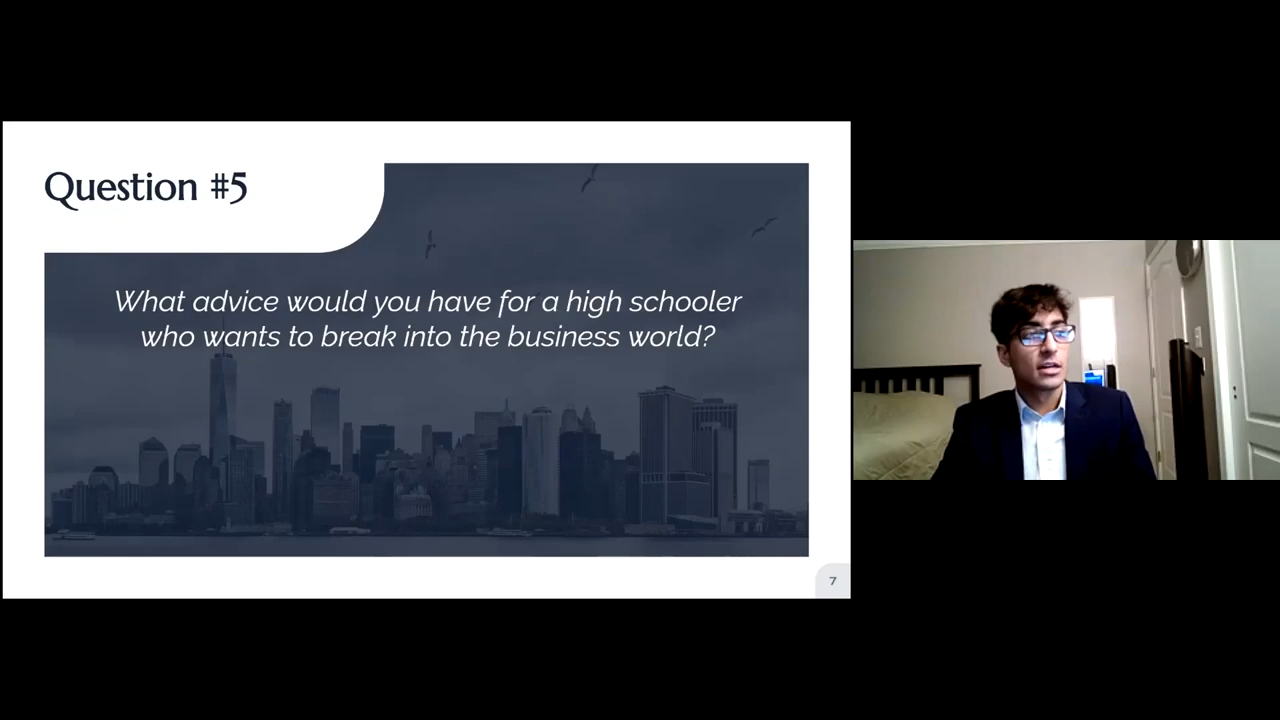 Question #5
What advice would you have for a high schooler
who wants to break into the business world?
7